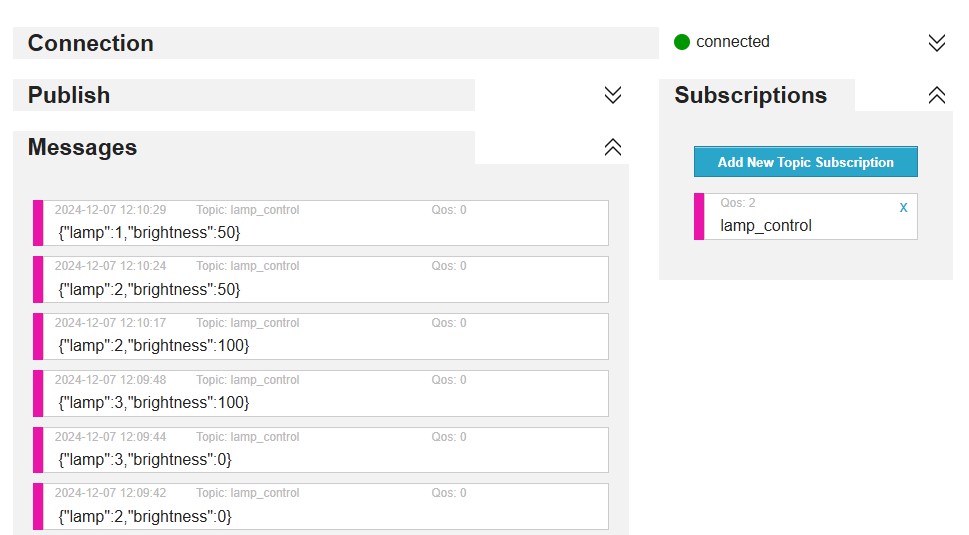 Connection
connected
Publish
Subscriptions
Messages
Add New Topic Subscription
Qos: 2
x
lamp_control
2024-12-07 12:10:29 Topic: lamp_control Qos: 0
{"lamp":1,"brightness":50}
2024-12-07 12:10:24 Topic: lamp_control Qos: 0
{"lamp":2,"brightness":50}
2024-12-07 12:10:17 Topic: lamp_control Qos: 0
{"lamp":2,"brightness":100}
2024-12-07 12:09:48 Topic: lamp_control Qos: 0
{"lamp":3,"brightness":100}
2024-12-07 12:09:44 Topic: lamp_control Qos: 0
{"lamp":3,"brightness":0}
2024-12-07 12:09:42 Topic: lamp_control Qos: 0
{"lamp":2,"brightness":0}